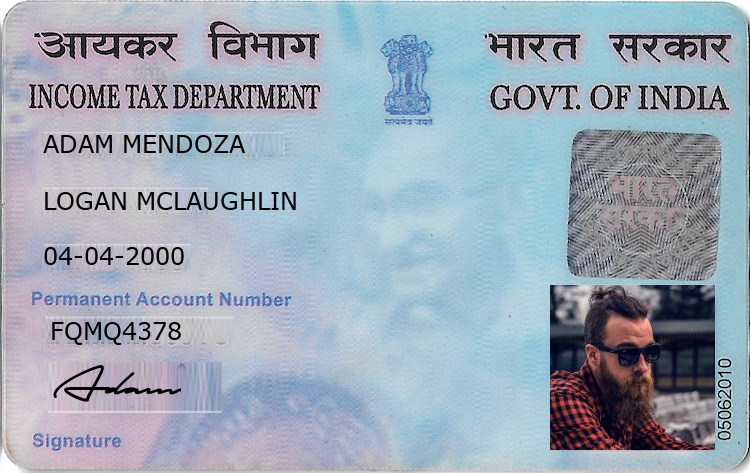 आयकर विभाग
भारत सरकार
INCOME TAX DEPARTMENT
GOVT. OF INDIA
सत्यमेव जयते
ADAM MENDOZA
LOGAN MCLAUGHLIN
04-04-2000
भारत
सरकार
Permanent Account Number
FQMQ4378
Adam
05062010
Signature